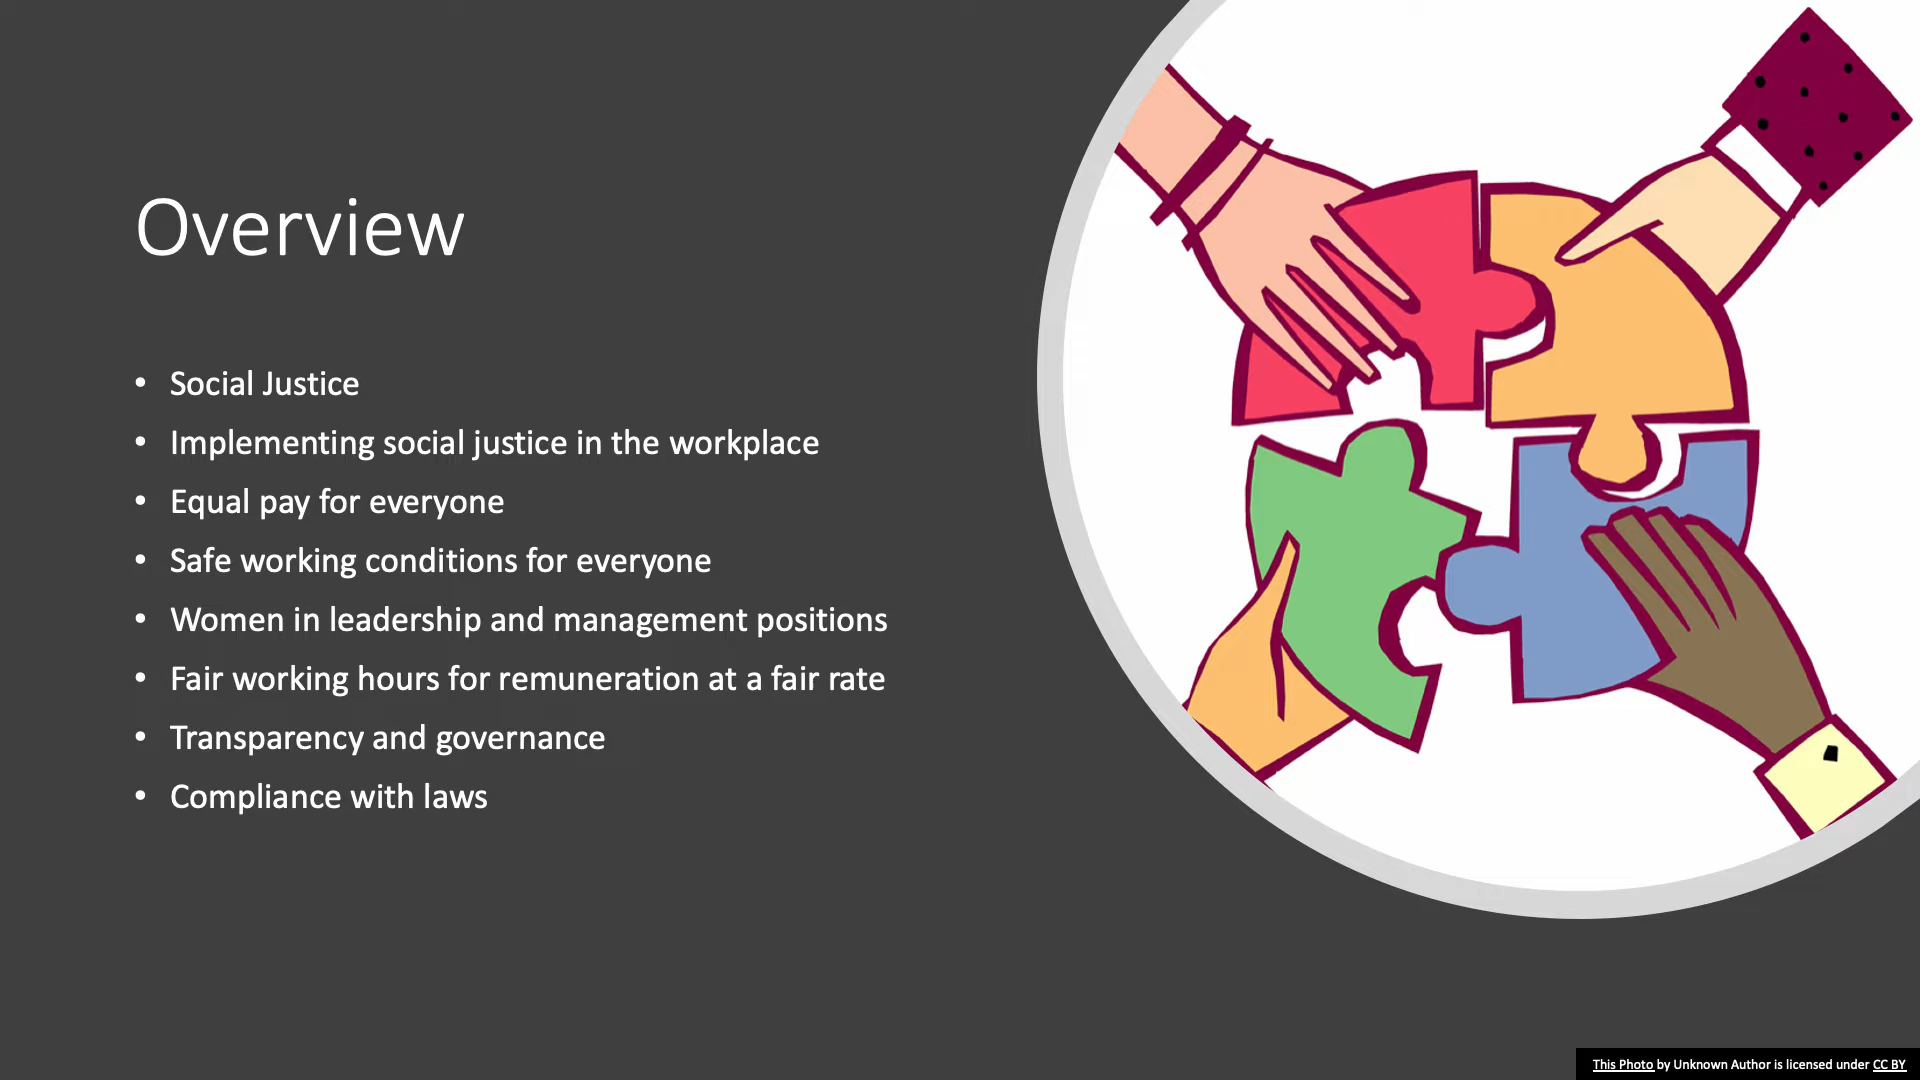 Overview
• Social Justice
• Implementing social justice in the workplace
• Equal pay for everyone
• Safe working conditions for everyone
• Women in leadership and management positions
• Fair working hours for remuneration at a fair rate
• Transparency and governance
• Compliance with laws
This Photo by Unknown Author is licensed under CC BY